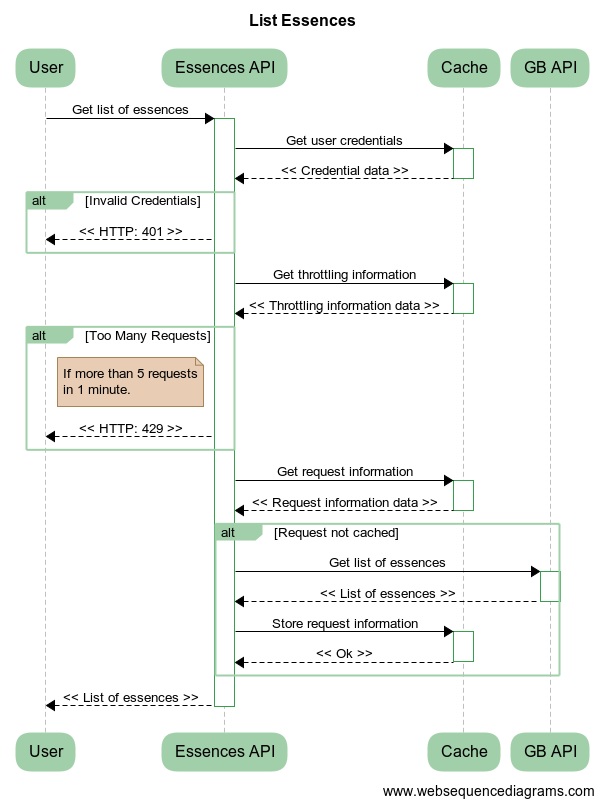 List Essences
User
Essences API
Cache
GB API
Get list of essences
Get user credentials
<< Credential data >>
alt
[Invalid Credentials]
<< HTTP: 401 >>
Get throttling information
<< Throttling information data >>
alt
[Too Many Requests]
If more than 5 requests
in 1 minute.
<< HTTP: 429 >>
Get request information
<< Request information data >>
alt
[Request not cached]
Get list of essences
<< List of essences >>
Store request information
<< Ok >>
<< List of essences >>
User
Essences API
Cache
GB API
www.websequencediagrams.com